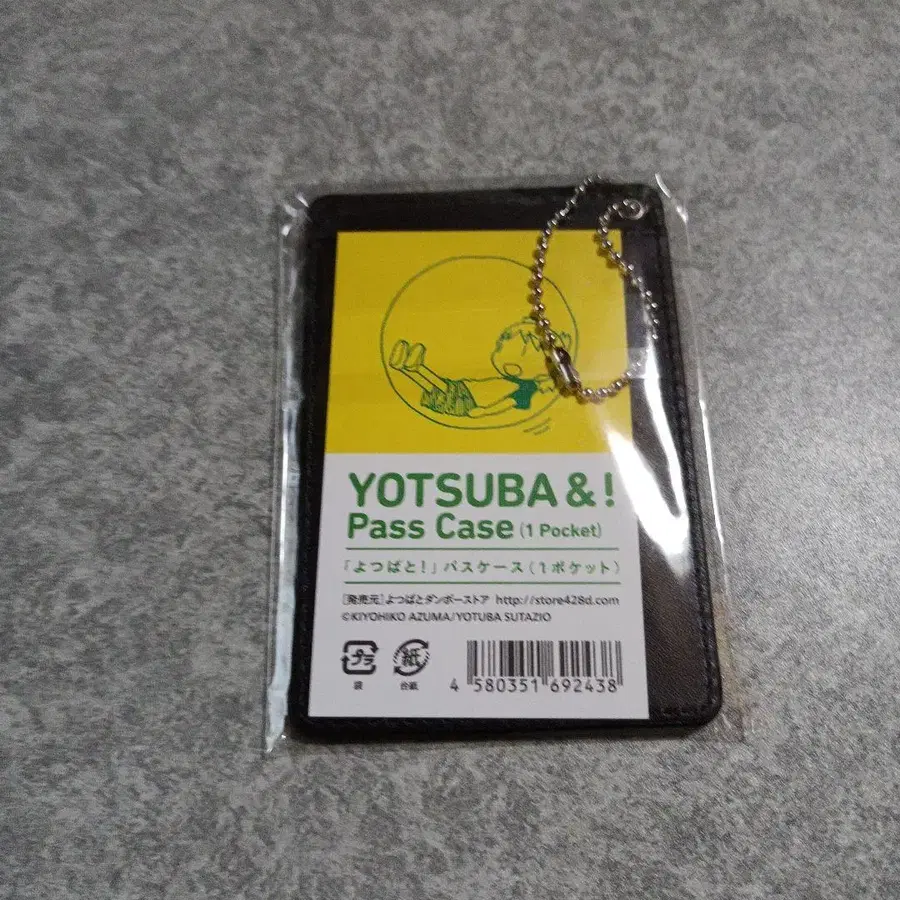 YOTSUBA & !
Pass Case (1 Pocket)
「よつばと！」パスケース（1ポケット）
[発売元]よつばとダンボーストア http://store428d.com
©KIYOHIKO AZUMA/YOTUBA SUTAZIO
プラ 紙
袋 台紙
4 580351 692438